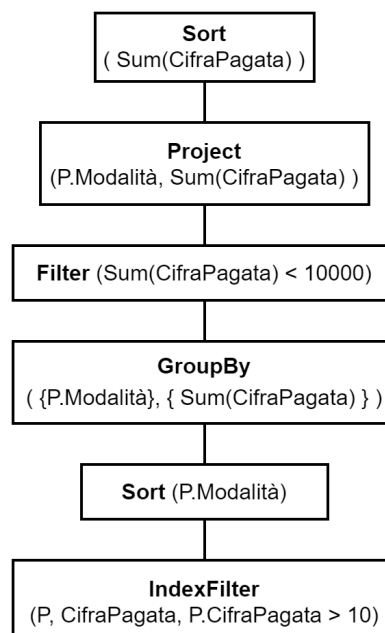 Sort
( Sum(CifraPagata) )
Project
(P.Modalità, Sum(CifraPagata) )
Filter (Sum(CifraPagata) < 10000)
GroupBy
( {P.Modalità}, { Sum(CifraPagata) } )
Sort (P.Modalità)
IndexFilter
(P, CifraPagata, P.CifraPagata > 10)